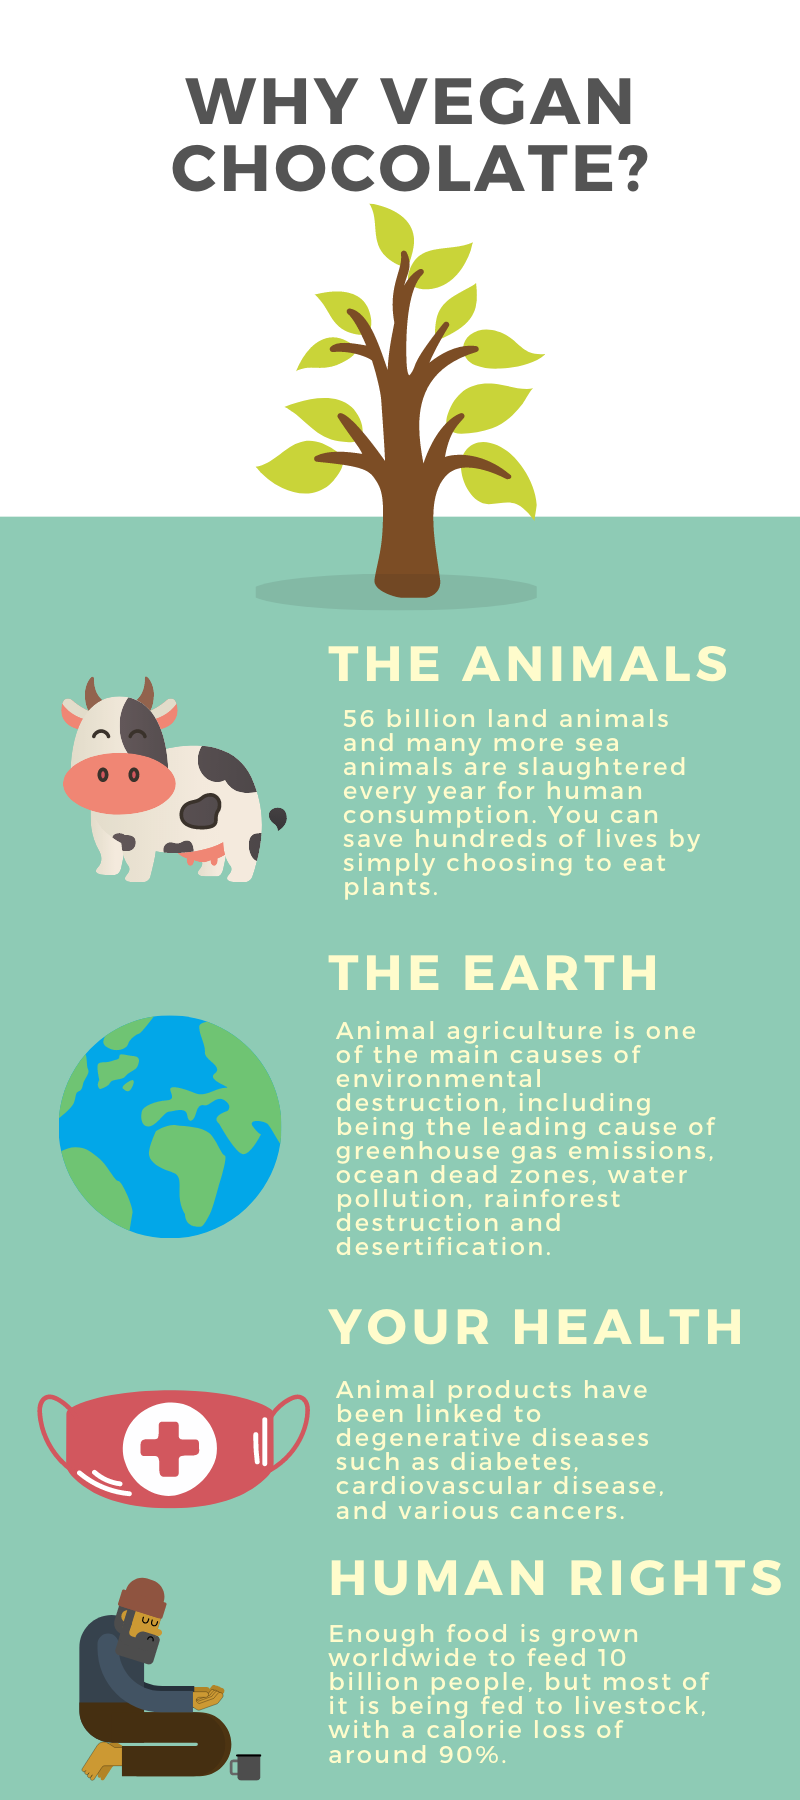 WHY VEGAN
CHOCOLATE?
THE ANIMALS
56 billion land animals
and many more sea
animals are slaughtered
every year for human
consumption. You can
save hundreds of lives by
simply choosing to eat
plants.
THE EARTH
Animal agriculture is one
of the main causes of
environmental
destruction, including
being the leading cause of
greenhouse gas emissions,
ocean dead zones, water
pollution, rainforest
destruction and
desertification.
YOUR HEALTH
Animal products have
been linked to
degenerative diseases
such as diabetes,
cardiovascular disease,
and various cancers.
HUMAN RIGHTS
Enough food is grown
worldwide to feed 10
billion people, but most of
it is being fed to livestock,
with a calorie loss of
around 90%.